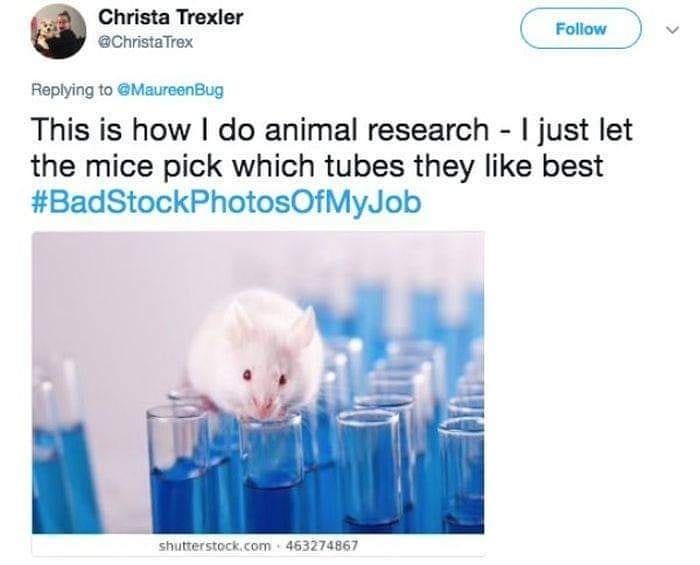 Christa Trexler
@ChristaTrex
Follow
Replying to @MaureenBug
This is how I do animal research - I just let
the mice pick which tubes they like best
#BadStockPhotosOfMyJob
shutterstock.com · 463274867